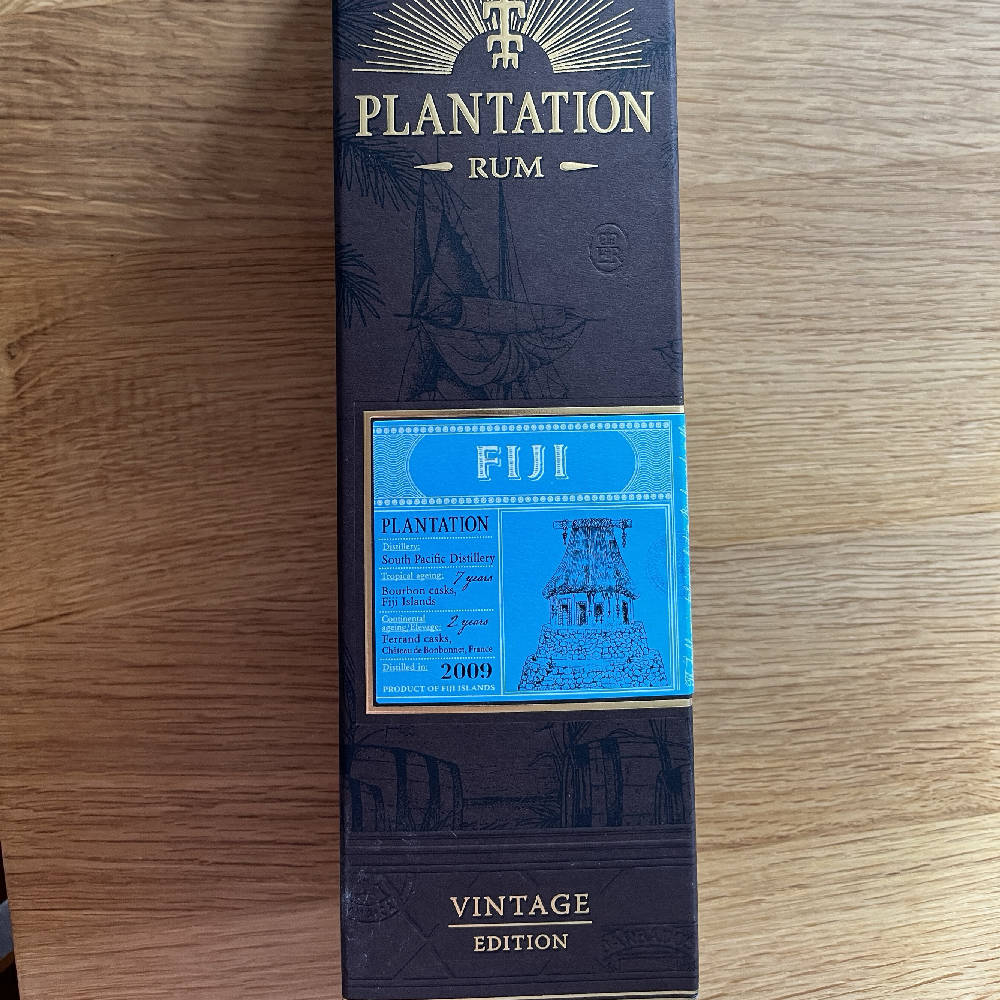 PLANTATION
RUM
FIJI
PLANTATION
Distillery:
South Pacific Distillery
Tropical ageing: 7 years
Bourbon casks,
Fiji Islands
Continental
ageing/Elevage: 2 years
Ferrand casks,
Château de Bonbonnet, France
Distilled in: 2009
PRODUCT OF FIJI ISLANDS
VINTAGE
EDITION